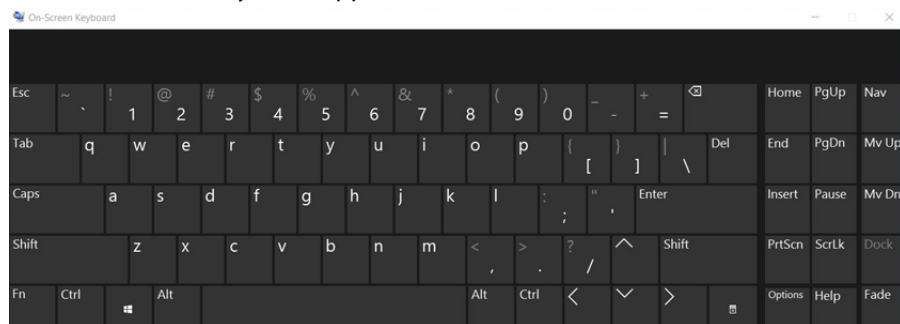 On-Screen Keyboard
Esc ~ ` ! 1 @ 2 # 3 $ 4 % 5 ^ 6 & 7 * 8 ( 9 ) 0 _ - + = Home PgUp Nav
Tab q w e r t y u i o p { [ } ] | \ Del End PgDn Mv Up
Caps a s d f g h j k l : ; " ' Enter Insert Pause Mv Dn
Shift z x c v b n m < , > . ? / Shift PrtScn ScrLk Dock
Fn Ctrl Alt Alt Ctrl Options Help Fade